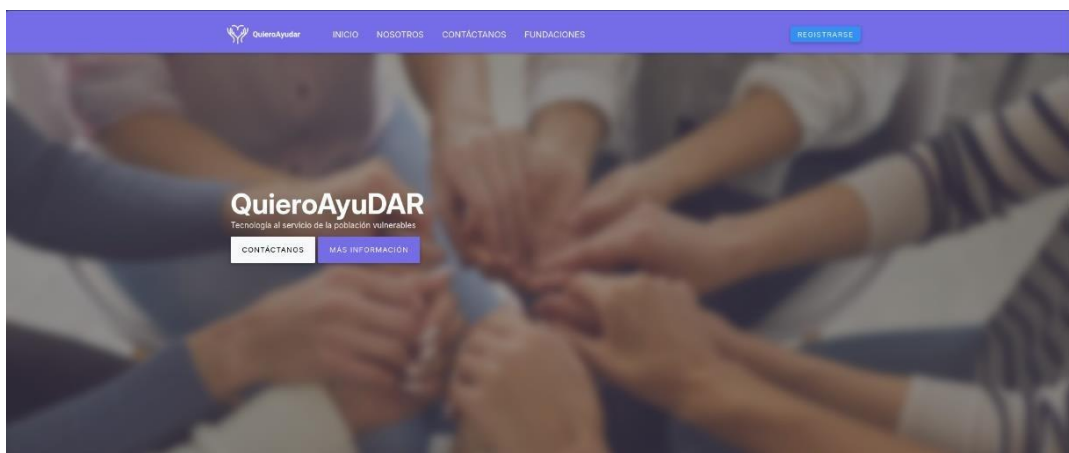 QuieroAyudar INICIO NOSOTROS CONTÁCTANOS FUNDACIONES REGISTRARSE
QuieroAyuDAR
Tecnología al servicio de la población vulnerables
CONTÁCTANOS MÁS INFORMACIÓN